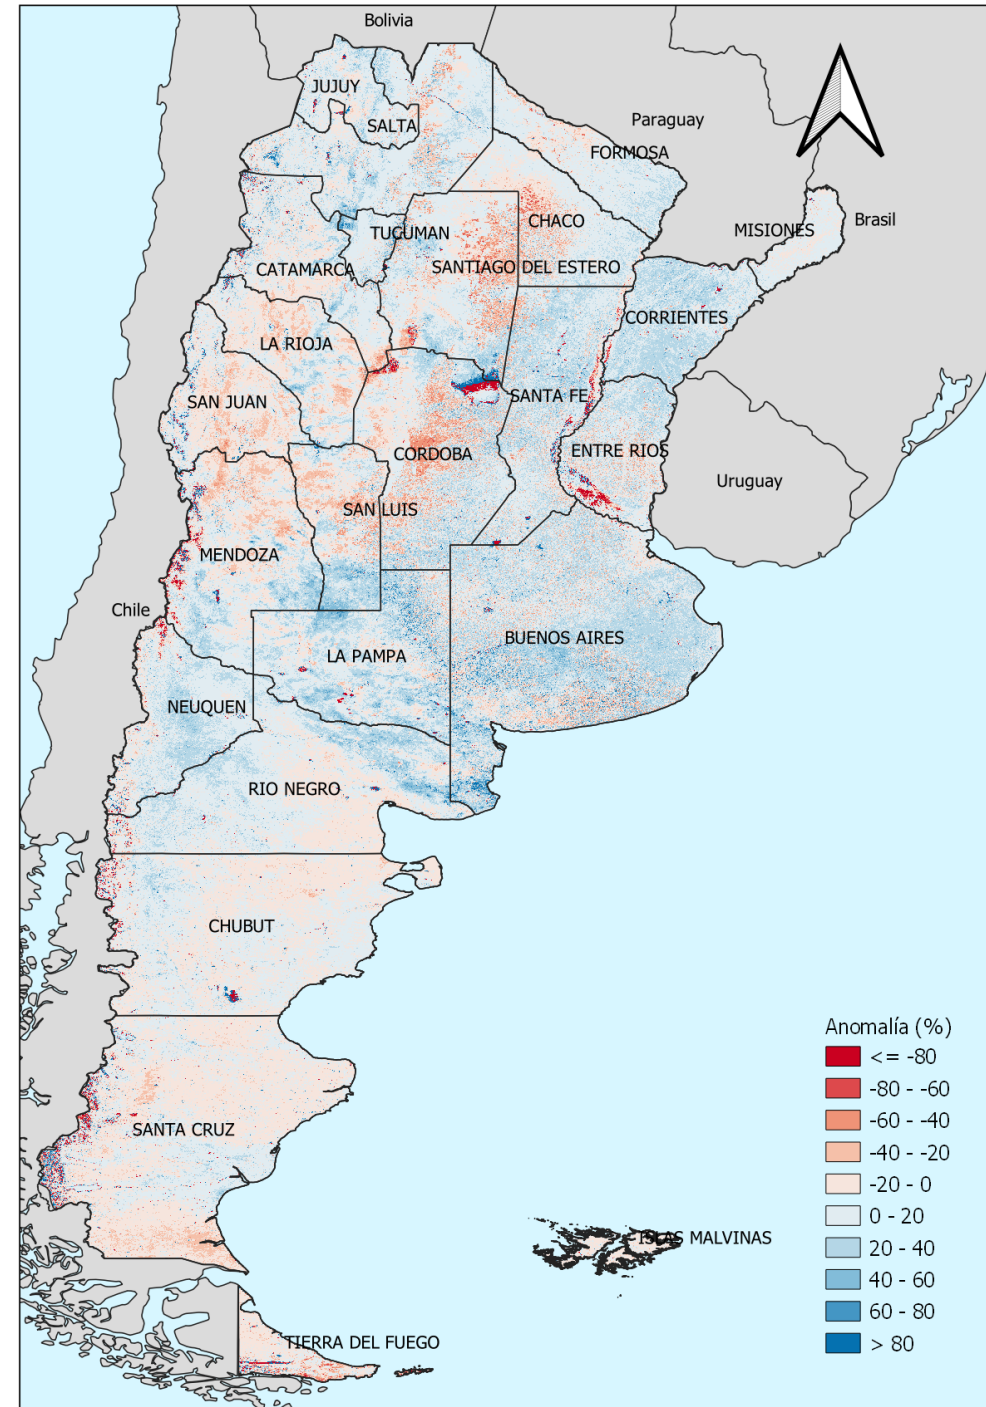 Bolivia
JUJUY
SALTA
Paraguay
FORMOSA
CHACO
Brasil
MISIONES
TUCUMAN
SANTIAGO DEL ESTERO
CATAMARCA
CORRIENTES
LA RIOJA
SAN JUAN
SANTA FE
CORDOBA
ENTRE RIOS
Uruguay
SAN LUIS
MENDOZA
Chile
BUENOS AIRES
LA PAMPA
NEUQUEN
RIO NEGRO
CHUBUT
SANTA CRUZ
ISLAS MALVINAS
TIERRA DEL FUEGO
Anomalía (%)
<= -80
-80 - -60
-60 - -40
-40 - -20
-20 - 0
0 - 20
20 - 40
40 - 60
60 - 80
> 80